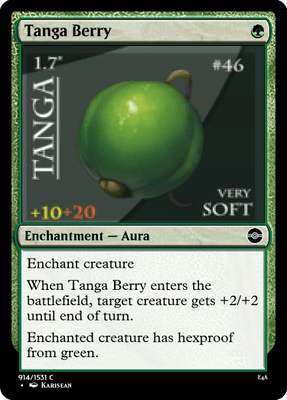 Tanga Berry
1.7"
#46
TANGA
VERY
SOFT
+10+20
Enchantment — Aura
Enchant creature
When Tanga Berry enters the
battlefield, target creature gets +2/+2
until end of turn.
Enchanted creature has hexproof
from green.
914/1531 C
E4A
• Karisean